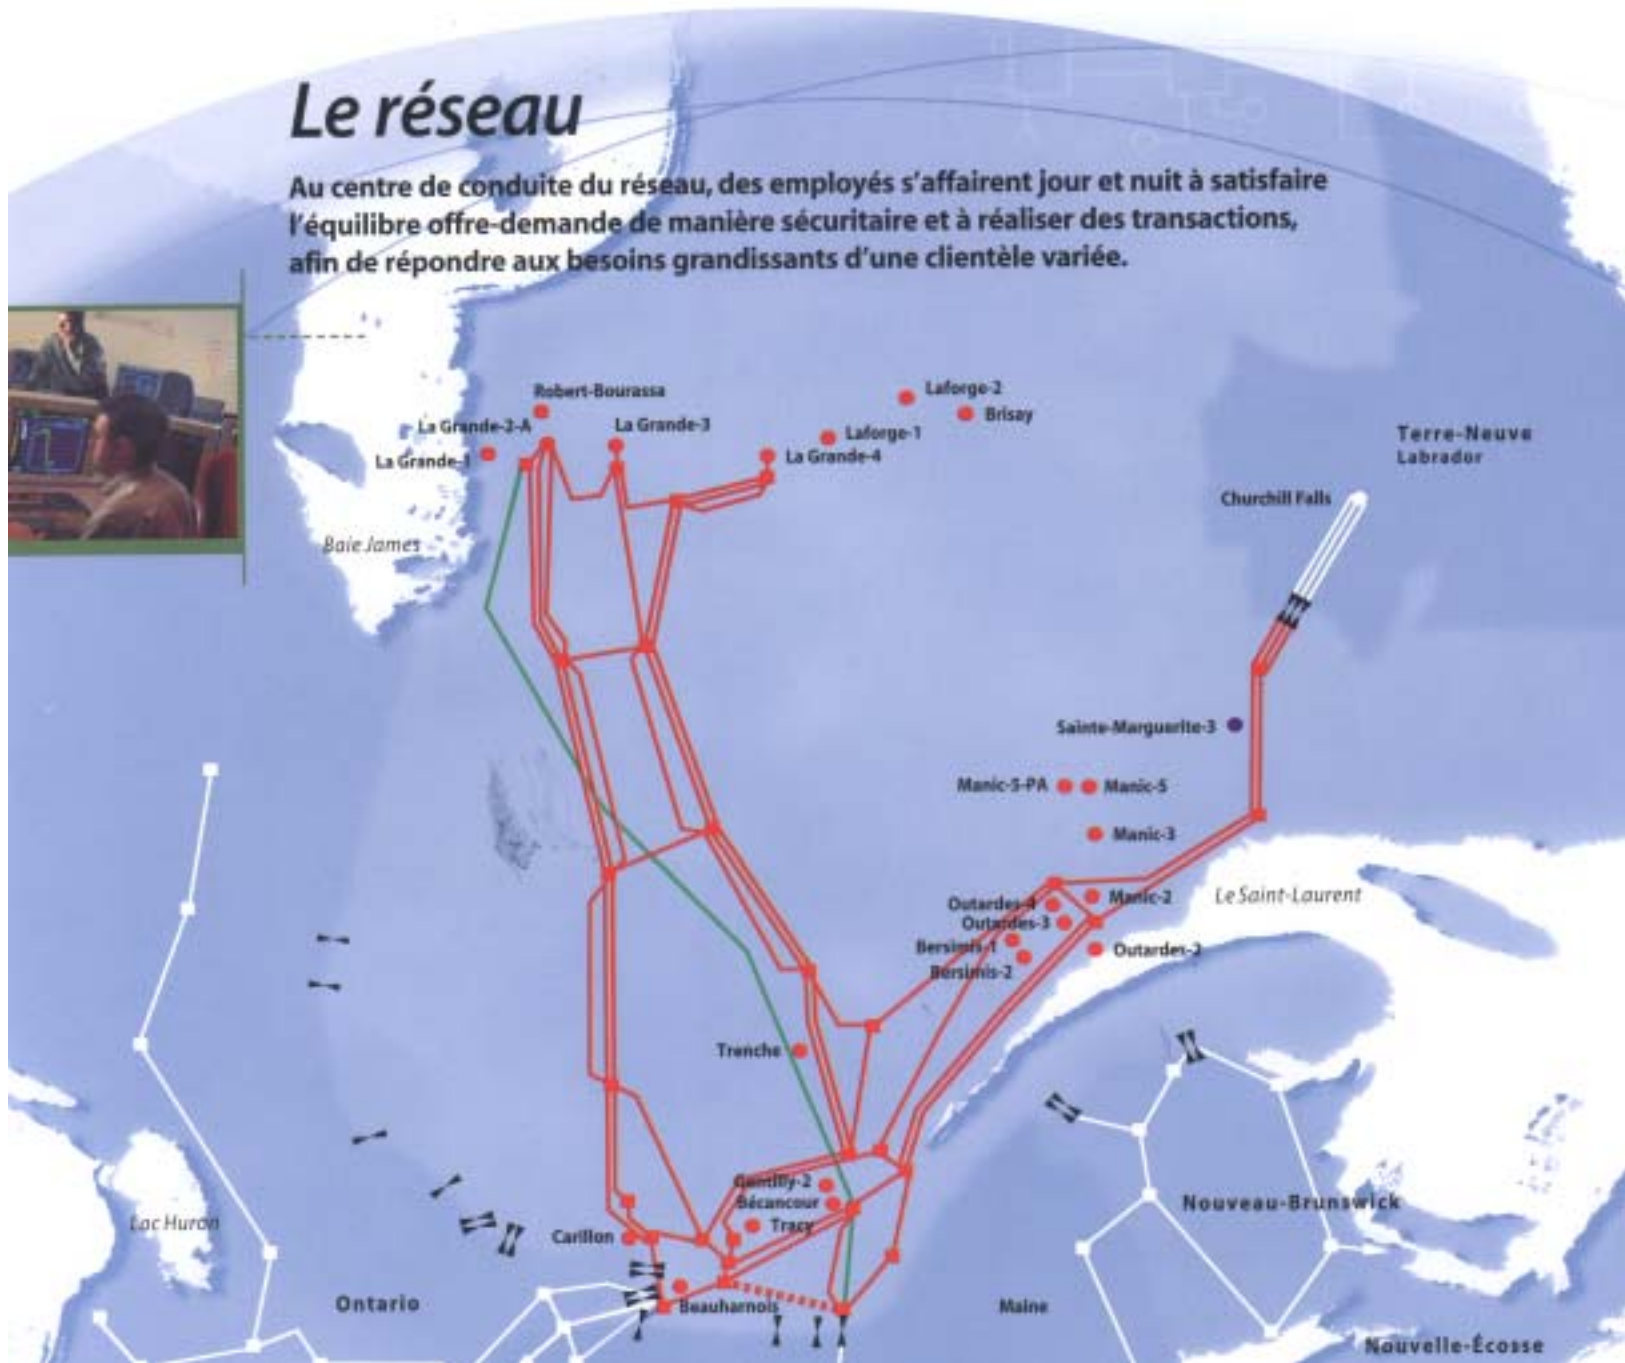 Le réseau
Au centre de conduite du réseau, des employés s'affairent jour et nuit à satisfaire
l'équilibre offre-demande de manière sécuritaire et à réaliser des transactions,
afin de répondre aux besoins grandissants d'une clientèle variée.
Robert-Bourassa
La Grande-2-A
La Grande-1
La Grande-3
La Grande-4
Laforge-1
Laforge-2
Brisay
Terre-Neuve
Labrador
Churchill Falls
Baie James
Sainte-Marguerite-3
Manic-5-PA
Manic-5
Manic-3
Manic-2
Le Saint-Laurent
Outardes-4
Outardes-3
Bersimis-1
Bersimis-2
Outardes-2
Trenche
Gentilly-2
Bécancour
Tracy
Carillon
Beauharnois
Lac Huron
Ontario
Maine
Nouveau-Brunswick
Nouvelle-Écosse